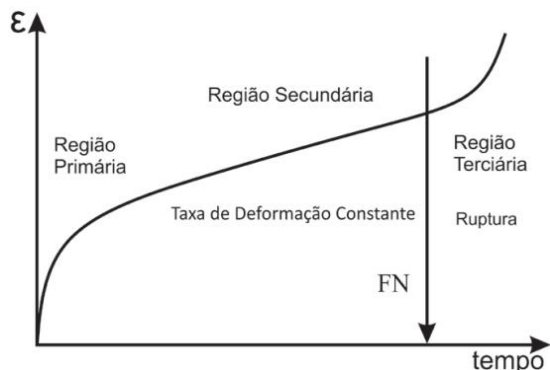 ε
Região Secundária
Região
Primária
Região
Terciária
Taxa de Deformação Constante
Ruptura
FN
tempo